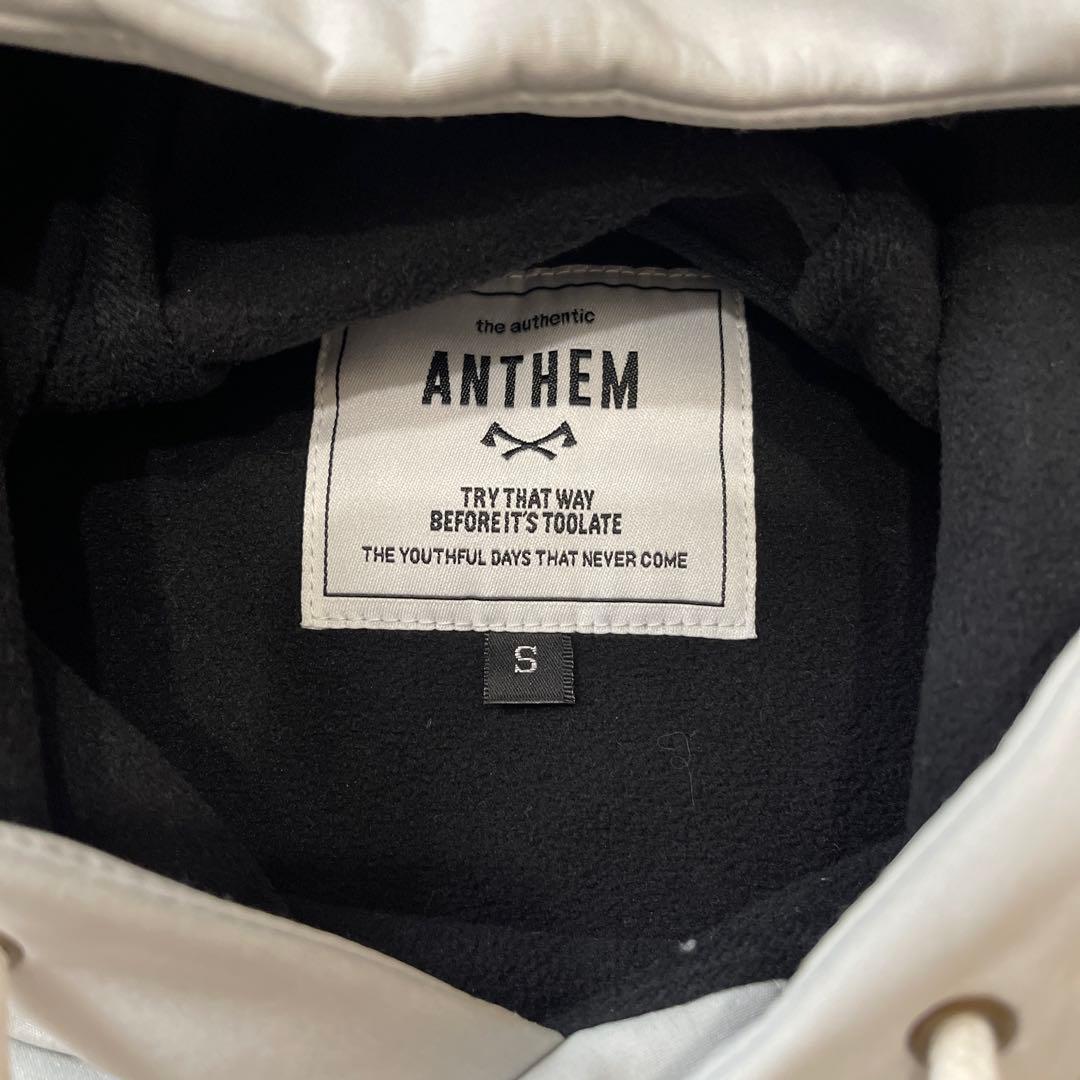 the authentic
ANTHEM
TRY THAT WAY
BEFORE IT'S TOOLATE
THE YOUTHFUL DAYS THAT NEVER COME
S